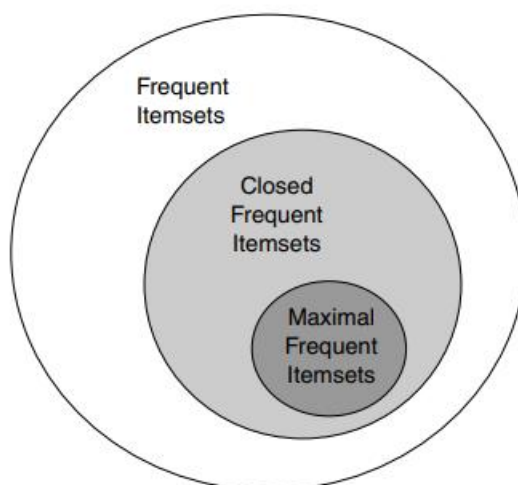 Frequent
Itemsets
Closed
Frequent
Itemsets
Maximal
Frequent
Itemsets